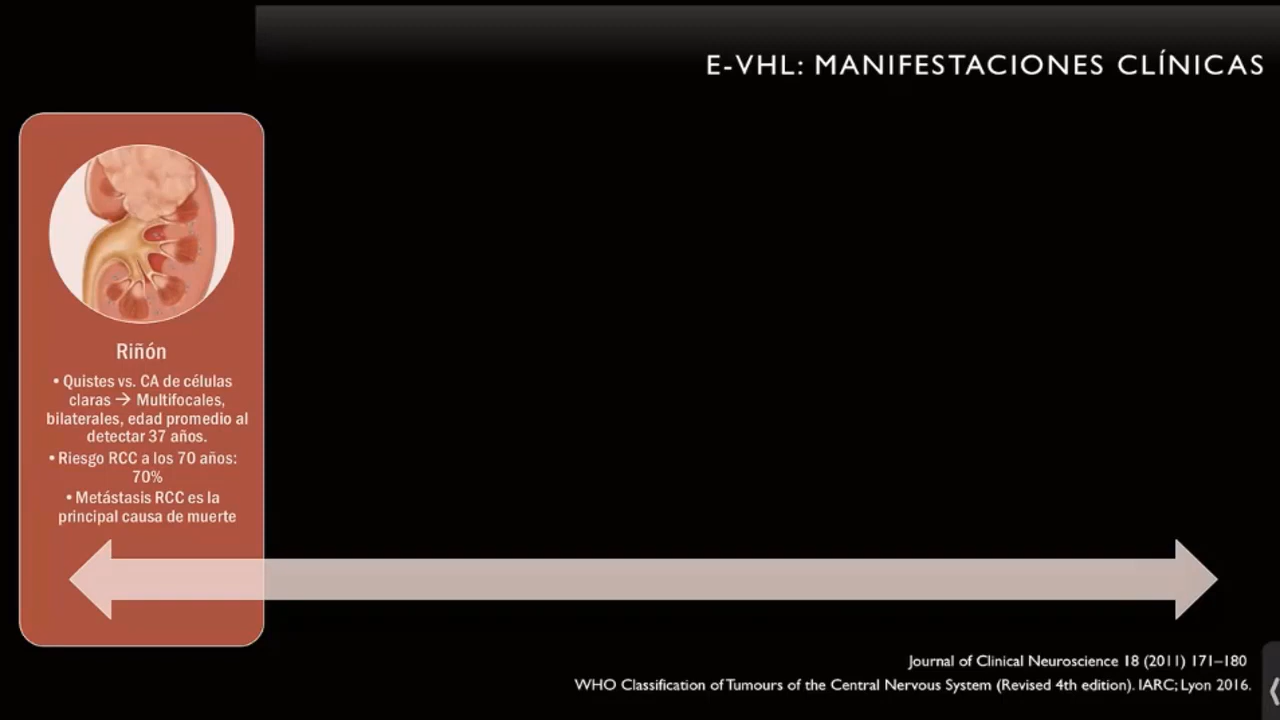 E-VHL: MANIFESTACIONES CLÍNICAS
Riñón
• Quistes vs. CA de células
claras → Multifocales,
bilaterales, edad promedio al
detectar 37 años.
• Riesgo RCC a los 70 años:
70%
• Metástasis RCC es la
principal causa de muerte
Journal of Clinical Neuroscience 18 (2011) 171–180
WHO Classification of Tumours of the Central Nervous System (Revised 4th edition). IARC; Lyon 2016.